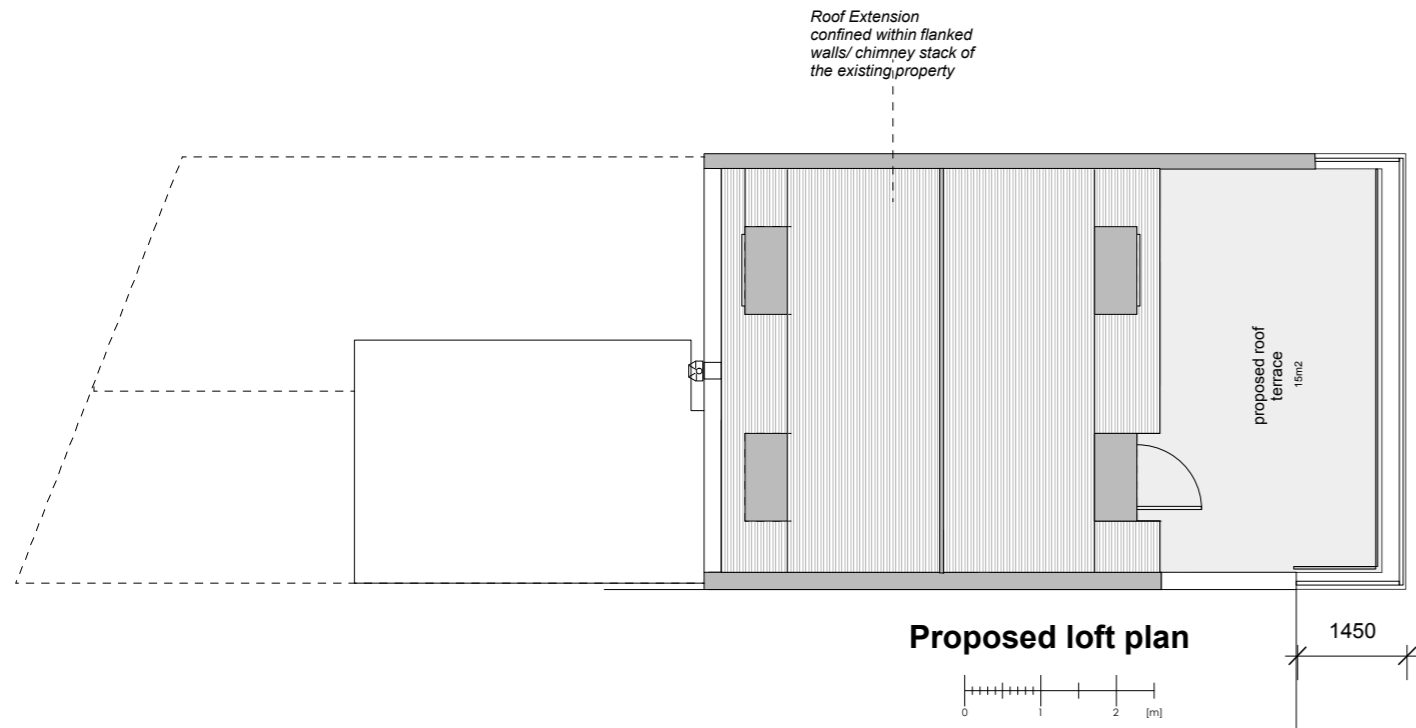 Roof Extension
confined within flanked
walls/ chimney stack of
the existing property
proposed roof
terrace
15m2
Proposed loft plan
1450
0 1 2 [m]